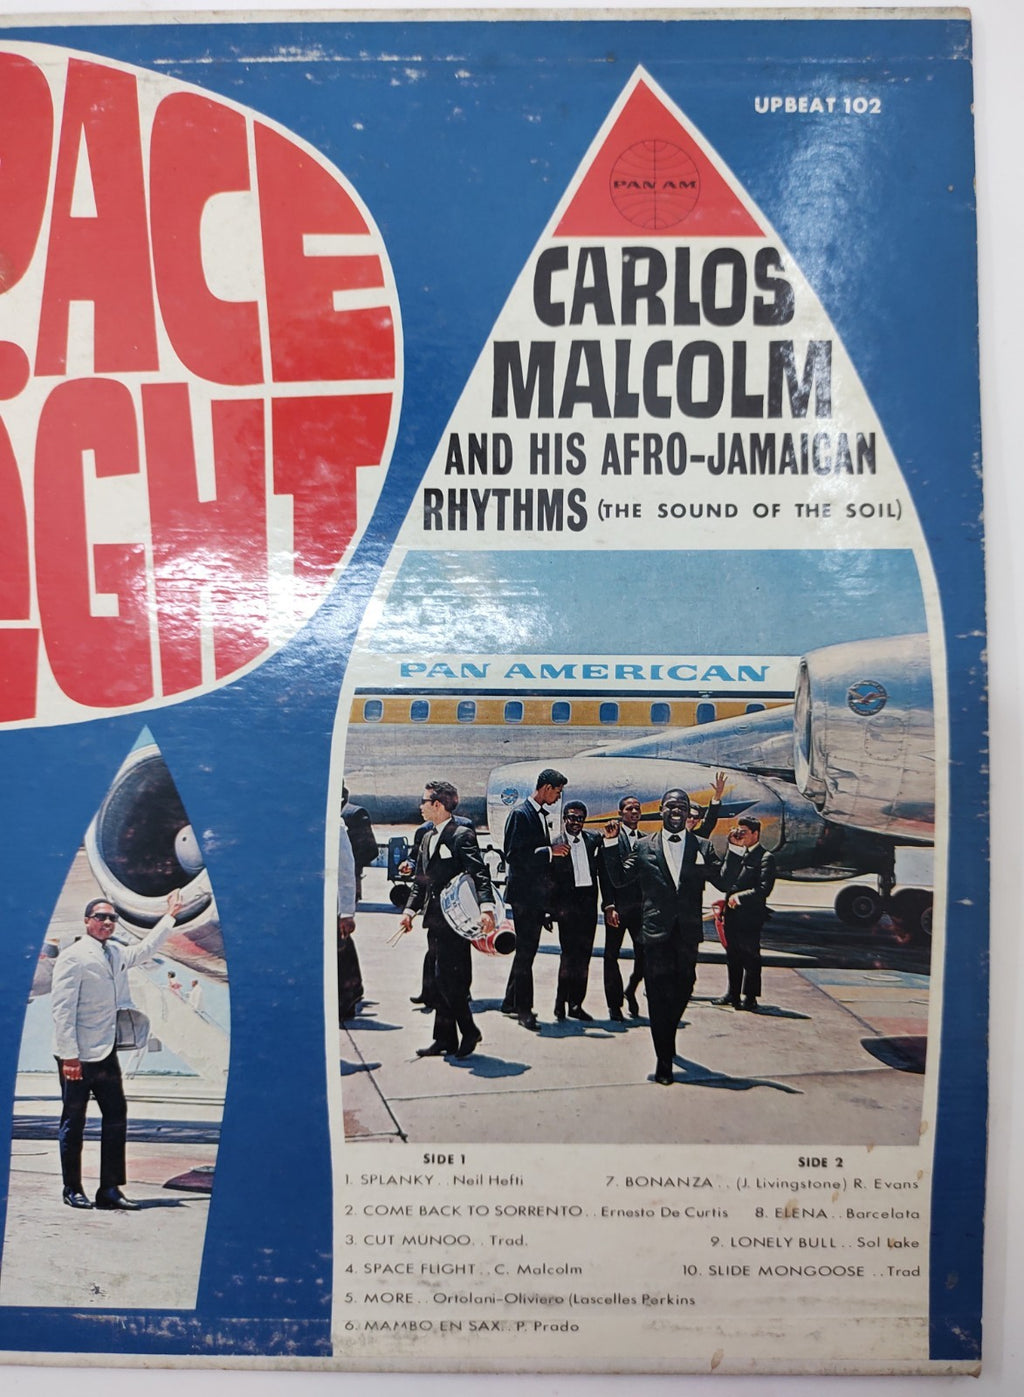 UPBEAT 102
PAN AM
PACE
GHT
CARLOS
MALCOLM
AND HIS AFRO-JAMAICAN
RHYTHMS (THE SOUND OF THE SOIL)
PAN AMERICAN
SIDE 1
1. SPLANKY.. Neil Hefti
2. COME BACK TO SORRENTO.. Ernesto De Curtis
3. CUT MUNOO.. Trad.
4. SPACE FLIGHT.. C. Malcolm
5. MORE.. Ortolani-Oliviero (Lascelles Perkins
6. MAMBO EN SAX.. P. Prado
SIDE 2
7. BONANZA.. (J. Livingstone) R. Evans
8. ELENA.. Barcelata
9. LONELY BULL.. Sol Lake
10. SLIDE MONGOOSE.. Trad